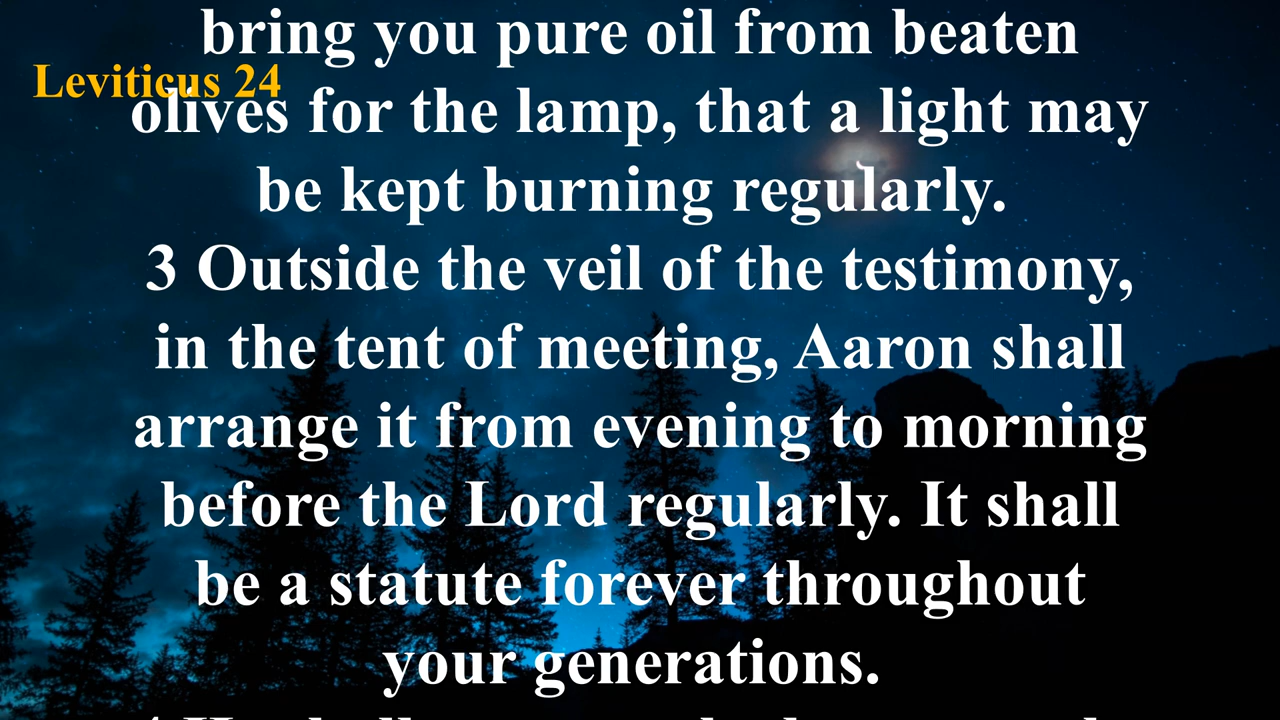 bring you pure oil from beaten
Leviticus 24
olives for the lamp, that a light may
be kept burning regularly.
3 Outside the veil of the testimony,
in the tent of meeting, Aaron shall
arrange it from evening to morning
before the Lord regularly. It shall
be a statute forever throughout
your generations.